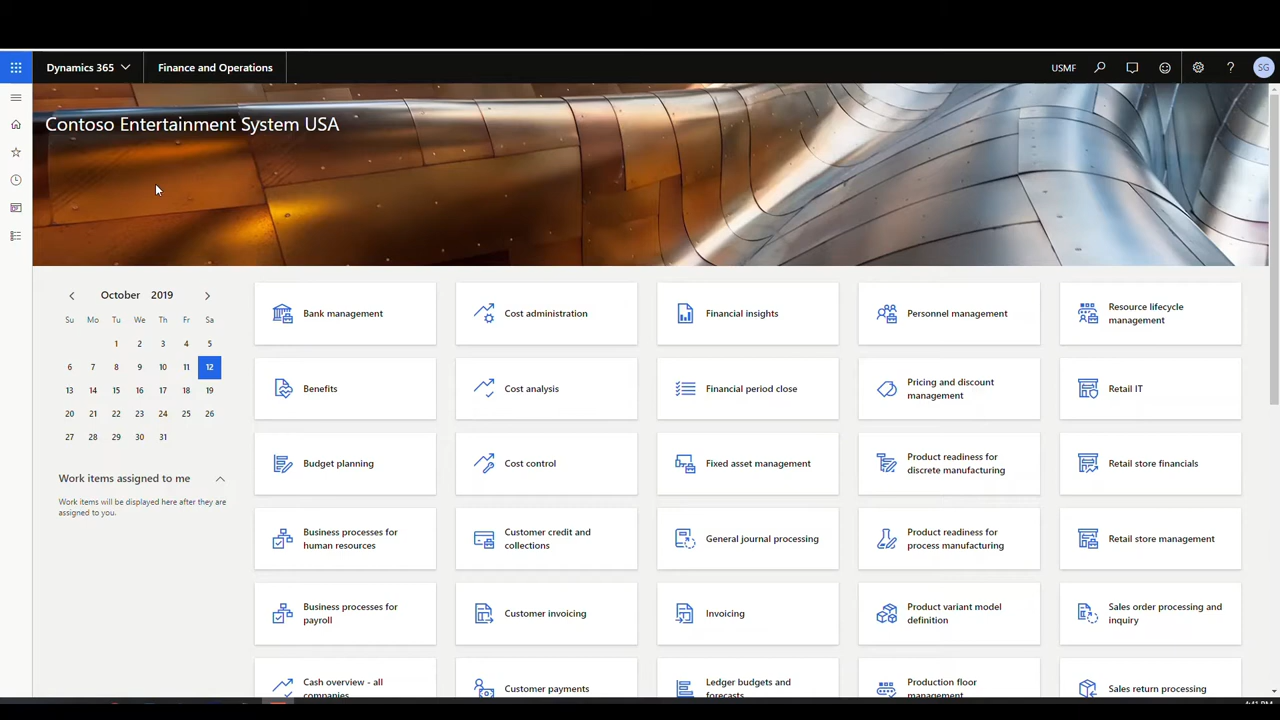 Dynamics 365 Finance and Operations USMF ? SG
Contoso Entertainment System USA
October 2019
Su Mo Tu We Th Fr Sa
1 2 3 4 5
6 7 8 9 10 11 12
13 14 15 16 17 18 19
20 21 22 23 24 25 26
27 28 29 30 31
Work items assigned to me
Work items will be displayed here after they are
assigned to you.
Bank management
Cost administration
Financial insights
Personnel management
Resource lifecycle
management
Benefits
Cost analysis
Financial period close
Pricing and discount
management
Retail IT
Budget planning
Cost control
Fixed asset management
Product readiness for
discrete manufacturing
Retail store financials
Business processes for
human resources
Customer credit and
collections
General journal processing
Product readiness for
process manufacturing
Retail store management
Business processes for
payroll
Customer invoicing
Invoicing
Product variant model
definition
Sales order processing and
inquiry
Cash overview - all
companies
Customer payments
Ledger budgets and
forecasts
Production floor
management
Sales return processing
4:41 PM